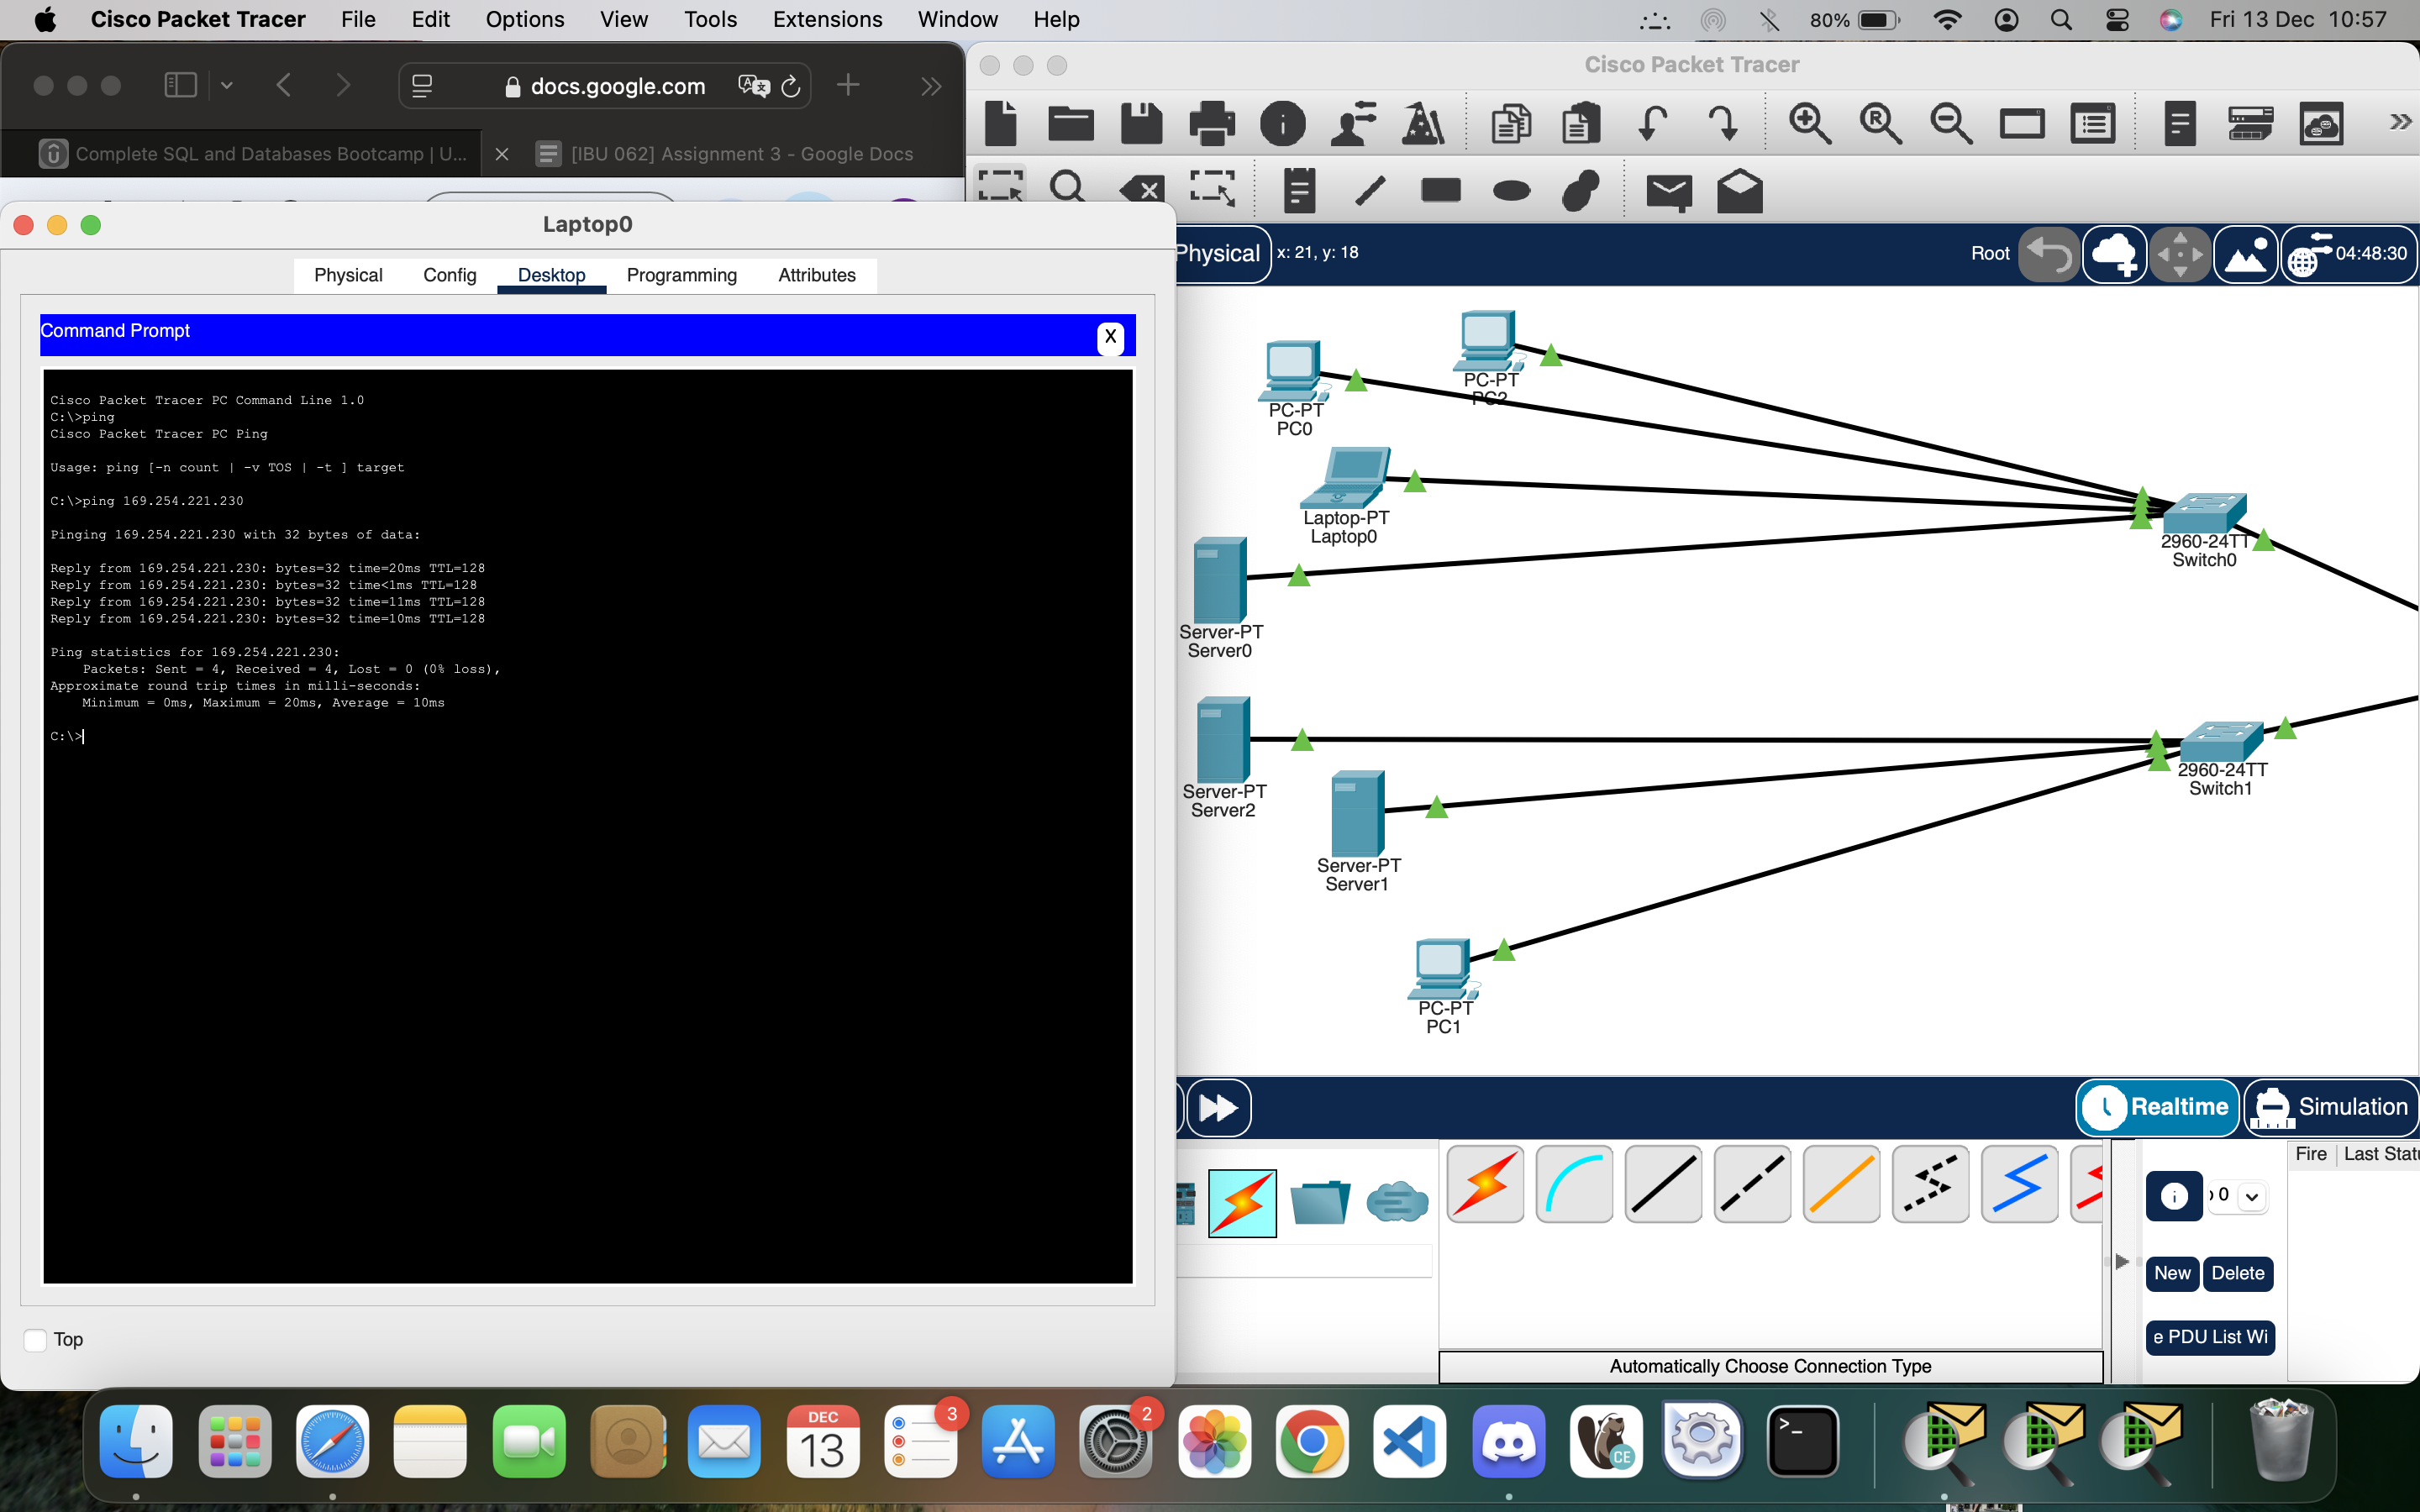 Cisco Packet Tracer File Edit Options View Tools Extensions Window Help 80% Fri 13 Dec 10:57
docs.google.com
Complete SQL and Databases Bootcamp | U...
[IBU 062] Assignment 3 - Google Docs
Cisco Packet Tracer
Laptop0
Physical Config Desktop Programming Attributes
Command Prompt
X
Cisco Packet Tracer PC Command Line 1.0
C:\>ping
Cisco Packet Tracer PC Ping
Usage: ping [-n count | -v TOS | -t ] target
C:\>ping 169.254.221.230
Pinging 169.254.221.230 with 32 bytes of data:
Reply from 169.254.221.230: bytes=32 time=20ms TTL=128
Reply from 169.254.221.230: bytes=32 time<1ms TTL=128
Reply from 169.254.221.230: bytes=32 time=11ms TTL=128
Reply from 169.254.221.230: bytes=32 time=10ms TTL=128
Ping statistics for 169.254.221.230:
Packets: Sent = 4, Received = 4, Lost = 0 (0% loss),
Approximate round trip times in milli-seconds:
Minimum = 0ms, Maximum = 20ms, Average = 10ms
C:\>
Top
Physical x: 21, y: 18 Root 04:48:30
PC-PT
PC2
PC-PT
PC0
Laptop-PT
Laptop0
2960-24TT
Switch0
Server-PT
Server0
Server-PT
Server2
2960-24TT
Switch1
Server-PT
Server1
PC-PT
PC1
Realtime Simulation
Fire Last Statu
0
New Delete
e PDU List Wi
Automatically Choose Connection Type
DEC
13
3
2
CE
>_